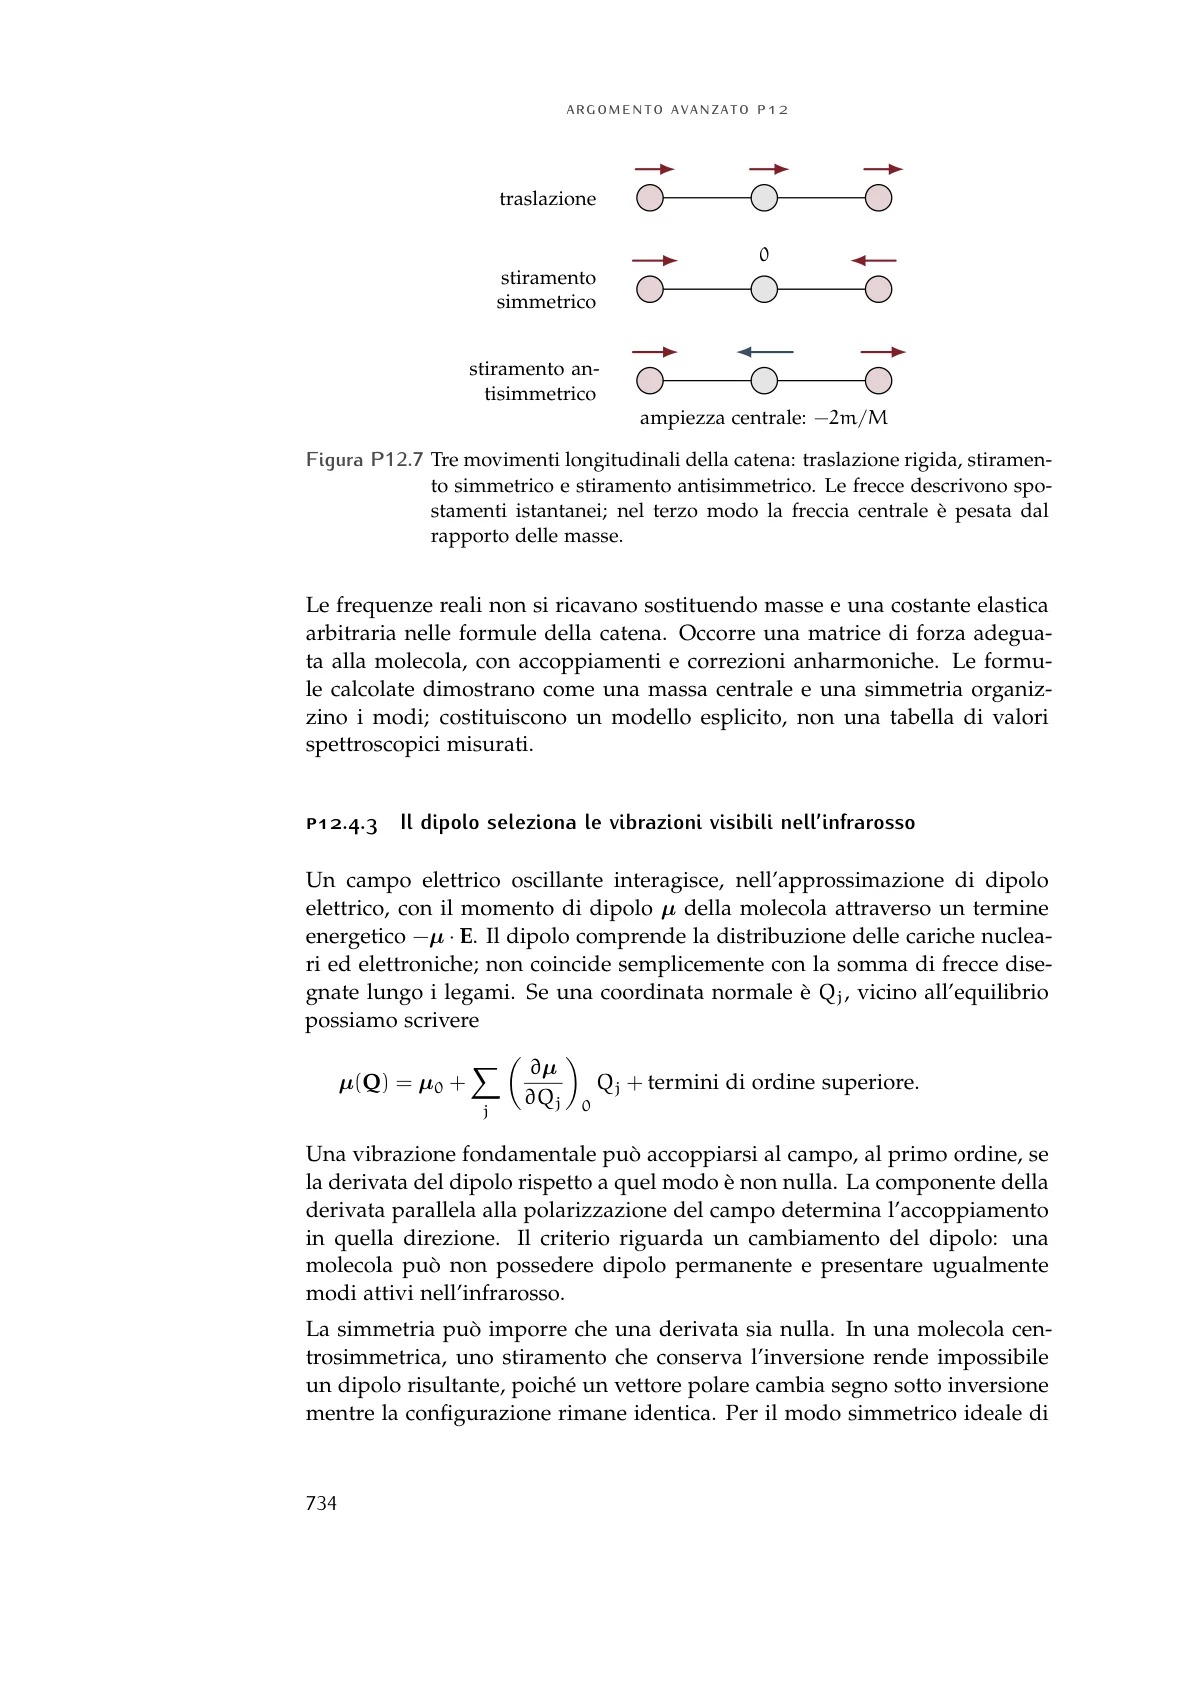 ARGOMENTO AVANZATO P12
traslazione
0
stiramento
simmetrico
stiramento an-
tisimmetrico
ampiezza centrale: −2m/M
Figura P12.7 Tre movimenti longitudinali della catena: traslazione rigida, stiramen-
to simmetrico e stiramento antisimmetrico. Le frecce descrivono spo-
stamenti istantanei; nel terzo modo la freccia centrale è pesata dal
rapporto delle masse.
Le frequenze reali non si ricavano sostituendo masse e una costante elastica
arbitraria nelle formule della catena. Occorre una matrice di forza adegua-
ta alla molecola, con accoppiamenti e correzioni anharmoniche. Le formu-
le calcolate dimostrano come una massa centrale e una simmetria organiz-
zino i modi; costituiscono un modello esplicito, non una tabella di valori
spettroscopici misurati.
P12.4.3 Il dipolo seleziona le vibrazioni visibili nell'infrarosso
Un campo elettrico oscillante interagisce, nell'approssimazione di dipolo
elettrico, con il momento di dipolo μ della molecola attraverso un termine
energetico −μ · E. Il dipolo comprende la distribuzione delle cariche nuclea-
ri ed elettroniche; non coincide semplicemente con la somma di frecce dise-
gnate lungo i legami. Se una coordinata normale è Qj, vicino all'equilibrio
possiamo scrivere
μ(Q) = μ0 + ∑j (∂μ/∂Qj)0 Qj + termini di ordine superiore.
Una vibrazione fondamentale può accoppiarsi al campo, al primo ordine, se
la derivata del dipolo rispetto a quel modo è non nulla. La componente della
derivata parallela alla polarizzazione del campo determina l'accoppiamento
in quella direzione. Il criterio riguarda un cambiamento del dipolo: una
molecola può non possedere dipolo permanente e presentare ugualmente
modi attivi nell'infrarosso.
La simmetria può imporre che una derivata sia nulla. In una molecola cen-
trosimmetrica, uno stiramento che conserva l'inversione rende impossibile
un dipolo risultante, poiché un vettore polare cambia segno sotto inversione
mentre la configurazione rimane identica. Per il modo simmetrico ideale di
734